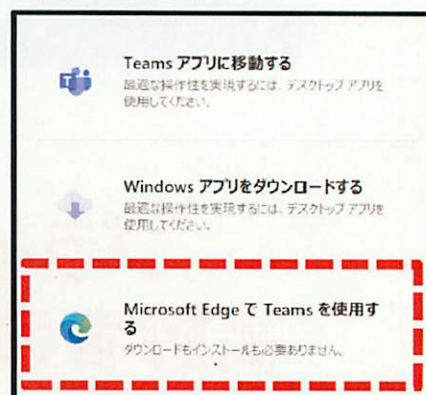 Teams アプリに移動する
最適な操作性を実現するには、デスクトップ アプリを
使用してください。
Windows アプリをダウンロードする
最適な操作性を実現するには、デスクトップ アプリを
使用してください。
Microsoft Edge で Teams を使用す
る
ダウンロードもインストールも必要ありません。